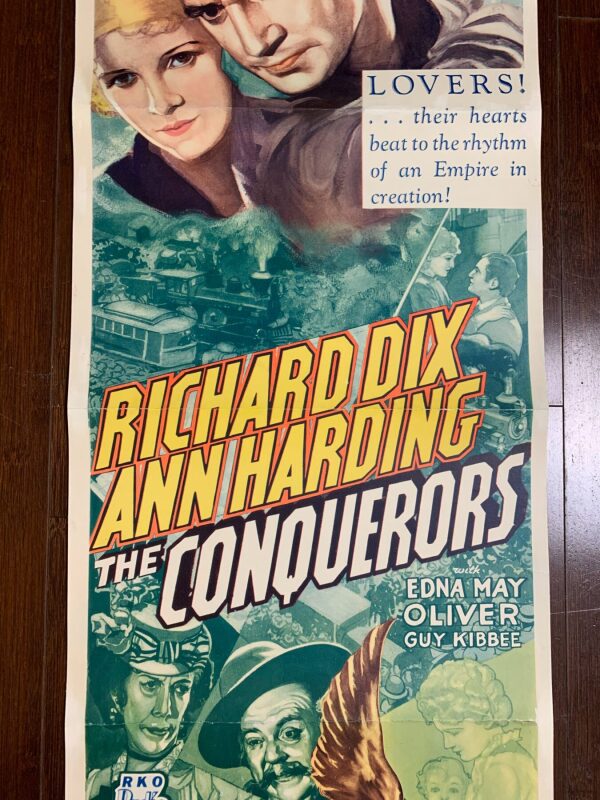 LOVERS!
. . . their hearts
beat to the rhythm
of an Empire in
creation!
RICHARD DIX
ANN HARDING
THE CONQUERORS
with
EDNA MAY
OLIVER
GUY KIBBEE
RKO